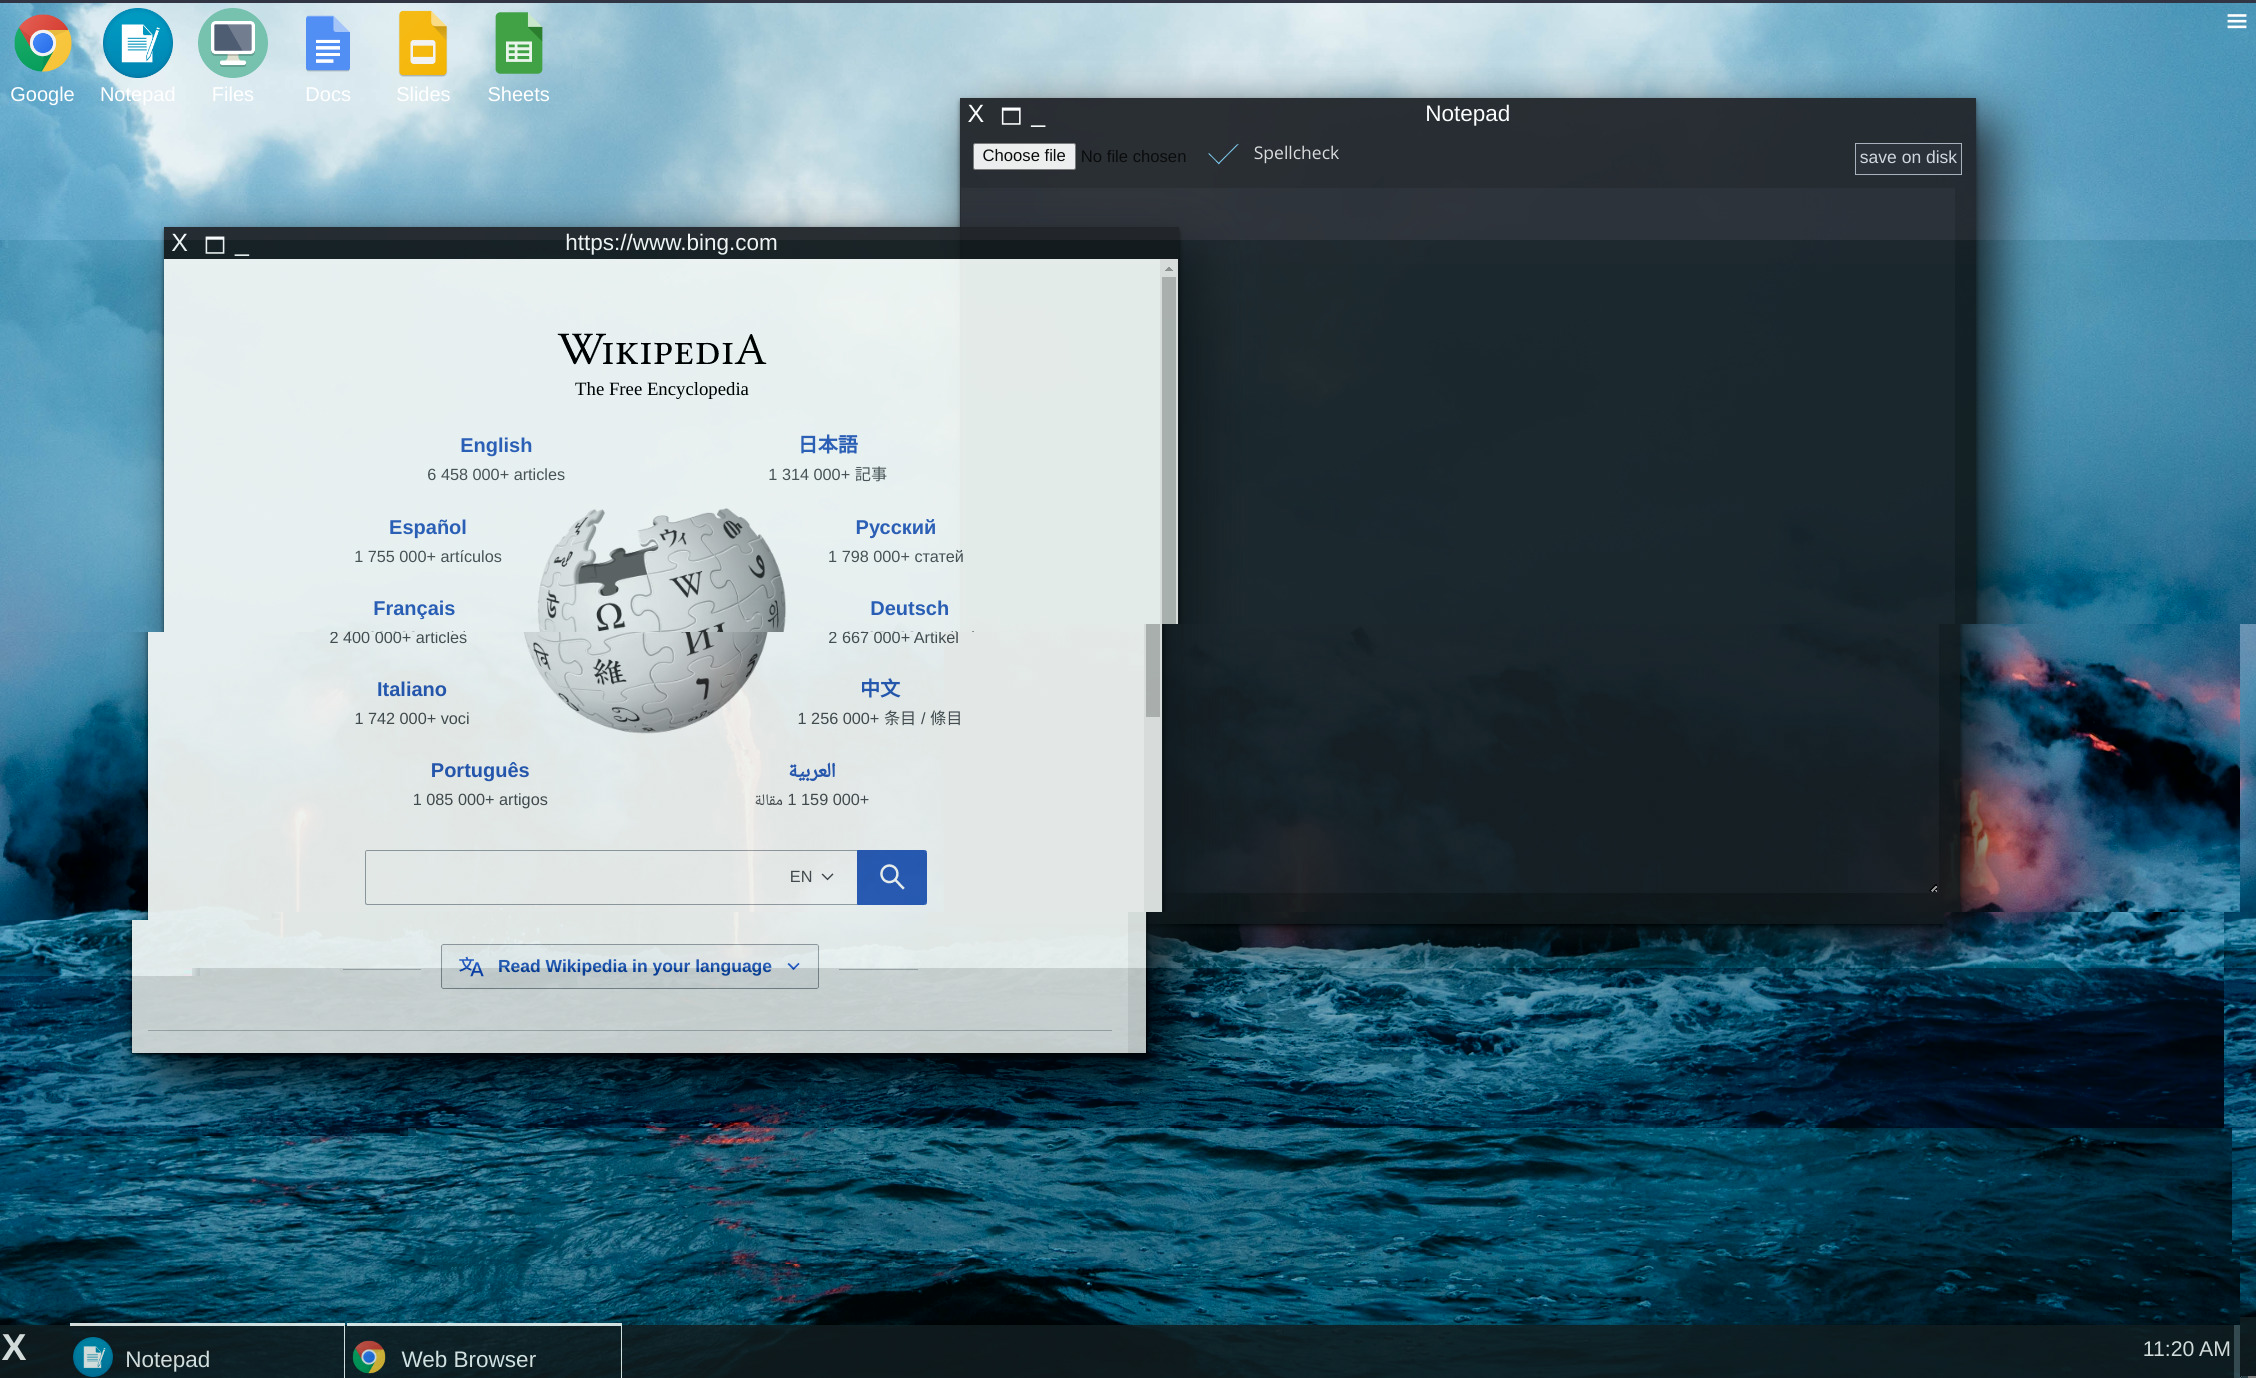 Google Notepad Files Docs Slides Sheets
X _ Notepad
Choose file No file chosen Spellcheck save on disk
X _ https://www.bing.com
WIKIPEDIA
The Free Encyclopedia
English
6 458 000+ articles
日本語
1 314 000+ 記事
Español
1 755 000+ artículos
Русский
1 798 000+ статей
Français
2 400 000+ articles
Deutsch
2 667 000+ Artikel
Italiano
1 742 000+ voci
中文
1 256 000+ 条目 / 條目
Português
1 085 000+ artigos
العربية
1 159 000+ مقالة
Ω W И ウィ 維 ו
EN
Read Wikipedia in your language
X Notepad Web Browser 11:20 AM